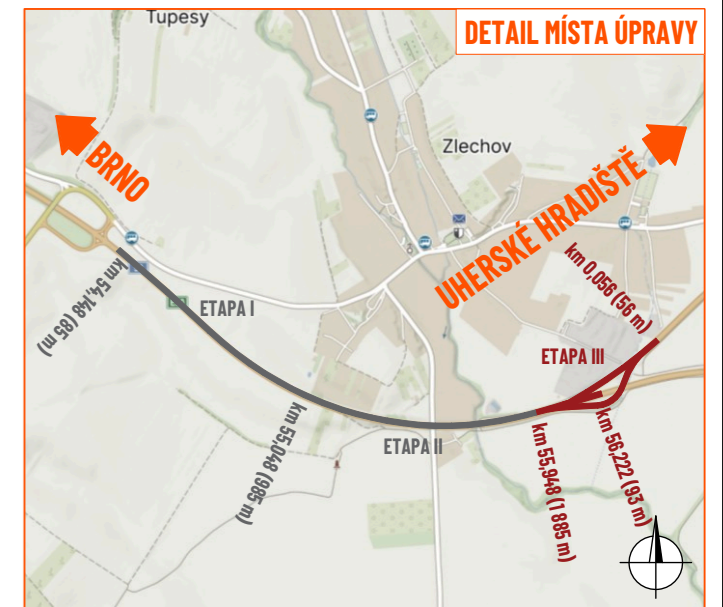 Tupesy
DETAIL MÍSTA ÚPRAVY
Zlechov
BRNO
UHERSKÉ HRADIŠTĚ
km 54,148 (85 m)
ETAPA I
km 0,056 (56 m)
ETAPA III
km 55,048 (985 m)
ETAPA II
km 55,948 (1 885 m)
km 56,222 (93 m)